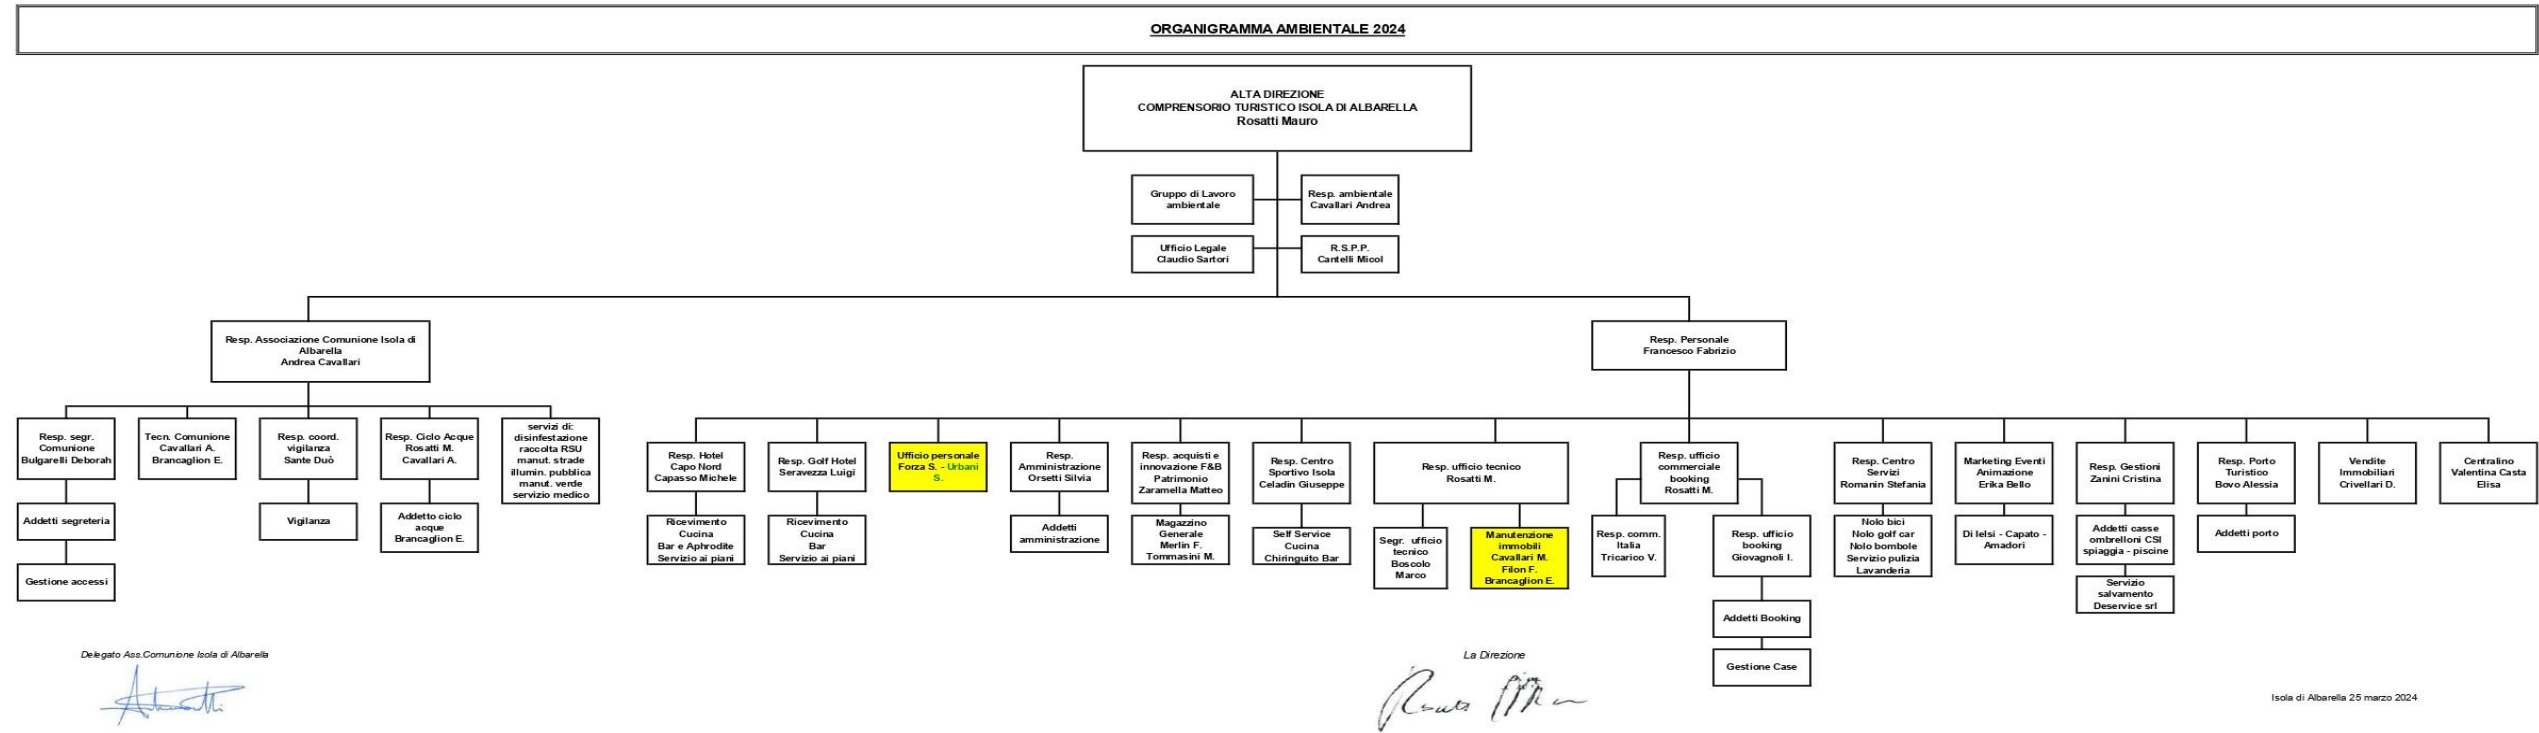 ORGANIGRAMMA AMBIENTALE 2024
ALTA DIREZIONE
COMPRENSORIO TURISTICO ISOLA DI ALBARELLA
Rosatti Mauro
Gruppo di Lavoro
ambientale
Resp. ambientale
Cavallari Andrea
Ufficio Legale
Claudio Sartori
R.S.P.P.
Cantelli Micol
Resp. Associazione Comunione Isola di
Albarella
Andrea Cavallari
Resp. Personale
Francesco Fabrizio
Resp. segr.
Comunione
Bulgarelli Deborah
Addetti segreteria
Gestione accessi
Tecn. Comunione
Cavallari A.
Brancaglion E.
Resp. coord.
vigilanza
Sante Duò
Vigilanza
Resp. Ciclo Acque
Rosatti M.
Cavallari A.
Addetto ciclo
acque
Brancaglion E.
servizi di:
disinfestazione
raccolta RSU
manut. strade
illumin. pubblica
manut. verde
servizio medico
Resp. Hotel
Capo Nord
Capasso Michele
Ricevimento
Cucina
Bar e Aphrodite
Servizio ai piani
Resp. Golf Hotel
Seravezza Luigi
Ricevimento
Cucina
Bar
Servizio ai piani
Ufficio personale
Forza S. - Urbani
S.
Resp.
Amministrazione
Orsetti Silvia
Addetti
amministrazione
Resp. acquisti e
innovazione F&B
Patrimonio
Zaramella Matteo
Magazzino
Generale
Merlin F.
Tommasini M.
Resp. Centro
Sportivo Isola
Celadin Giuseppe
Self Service
Cucina
Chiringuito Bar
Resp. ufficio tecnico
Rosatti M.
Segr. ufficio
tecnico
Boscolo
Marco
Manutenzione
immobili
Cavallari M.
Filon F.
Brancaglion E.
Resp. ufficio
commerciale
booking
Rosatti M.
Resp. comm.
Italia
Tricarico V.
Resp. ufficio
booking
Giovagnoli I.
Addetti Booking
Gestione Case
Resp. Centro
Servizi
Romanin Stefania
Nolo bici
Nolo golf car
Nolo bombole
Servizio pulizia
Lavanderia
Marketing Eventi
Animazione
Erika Bello
Di lelsi - Capato -
Amadori
Resp. Gestioni
Zanini Cristina
Addetti casse
ombrelloni CSI
spiaggia - piscine
Servizio
salvamento
Deservice srl
Resp. Porto
Turistico
Bovo Alessia
Addetti porto
Vendite
Immobiliari
Crivellari D.
Centralino
Valentina Casta
Elisa
Delegato Ass.Comunione Isola di Albarella
La Direzione
Isola di Albarella 25 marzo 2024